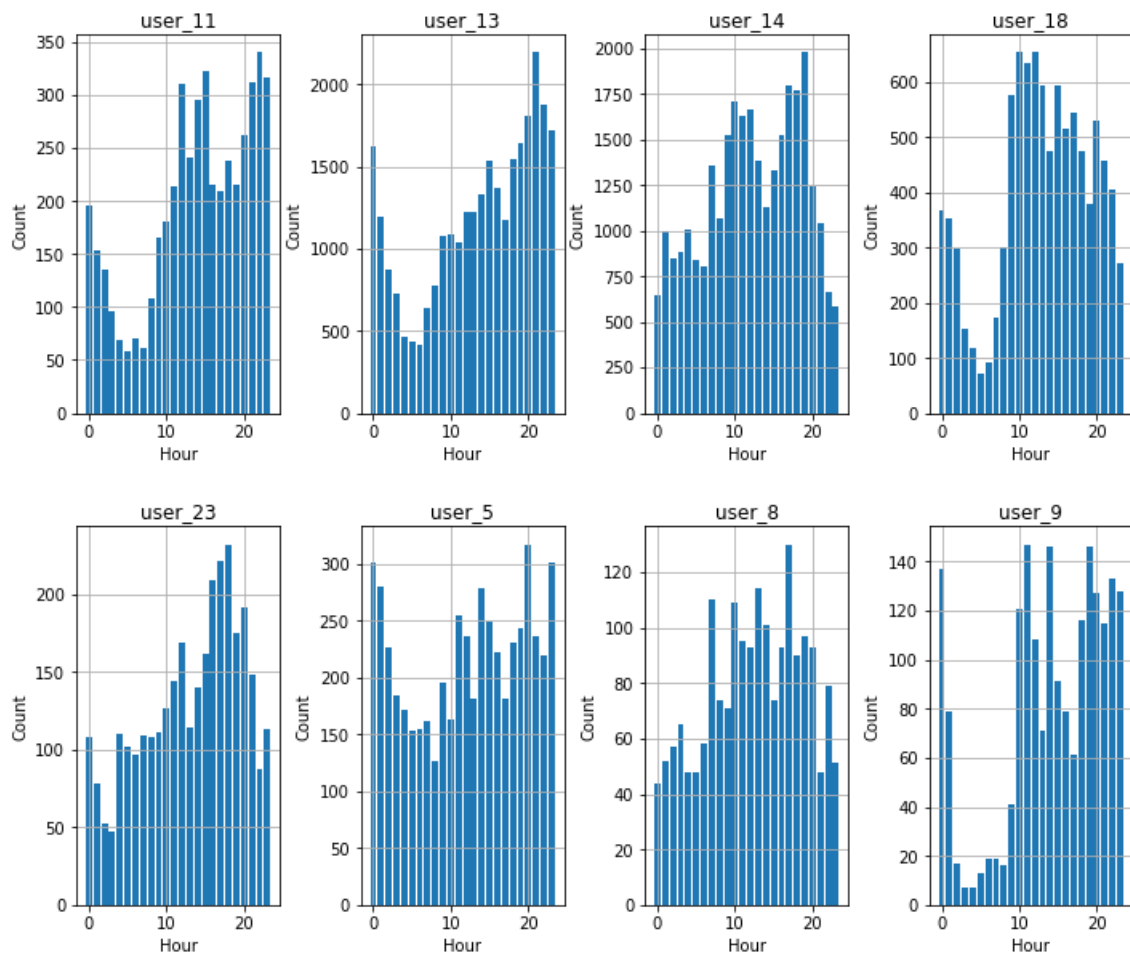 user_11
user_13
user_14
user_18
350
300
250
200
150
100
50
0
Count
0 10 20
Hour
2000
1500
1000
500
0
Count
0 10 20
Hour
2000
1750
1500
1250
1000
750
500
250
0
Count
0 10 20
Hour
600
500
400
300
200
100
0
Count
0 10 20
Hour
user_23
user_5
user_8
user_9
200
150
100
50
0
Count
0 10 20
Hour
300
250
200
150
100
50
0
Count
0 10 20
Hour
120
100
80
60
40
20
0
Count
0 10 20
Hour
140
120
100
80
60
40
20
0
Count
0 10 20
Hour